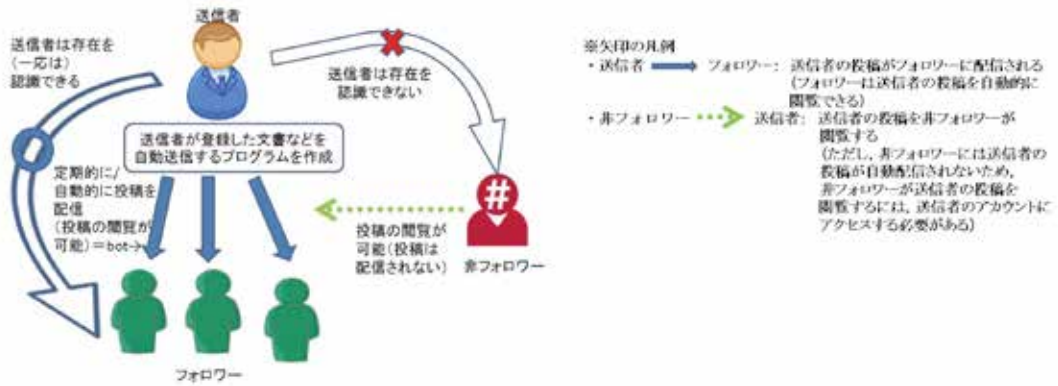 送信者
送信者は存在を
(一応は)
認識できる
送信者は存在を
認識できない
送信者が登録した文書などを
自動送信するプログラムを作成
定期的に/
自動的に投稿を
配信
(投稿の閲覧が
可能)=bot→
#
投稿の閲覧が
可能(投稿は
配信されない)
非フォロワー
フォロワー
※矢印の凡例
・送信者 フォロワー: 送信者の投稿がフォロワーに配信される
(フォロワーは送信者の投稿を自動的に
閲覧できる)
・非フォロワー 送信者: 送信者の投稿を非フォロワーが
閲覧する
(ただし、非フォロワーには送信者の
投稿が自動配信されないため、
非フォロワーが送信者の投稿を
閲覧するには、送信者のアカウントに
アクセスする必要がある)